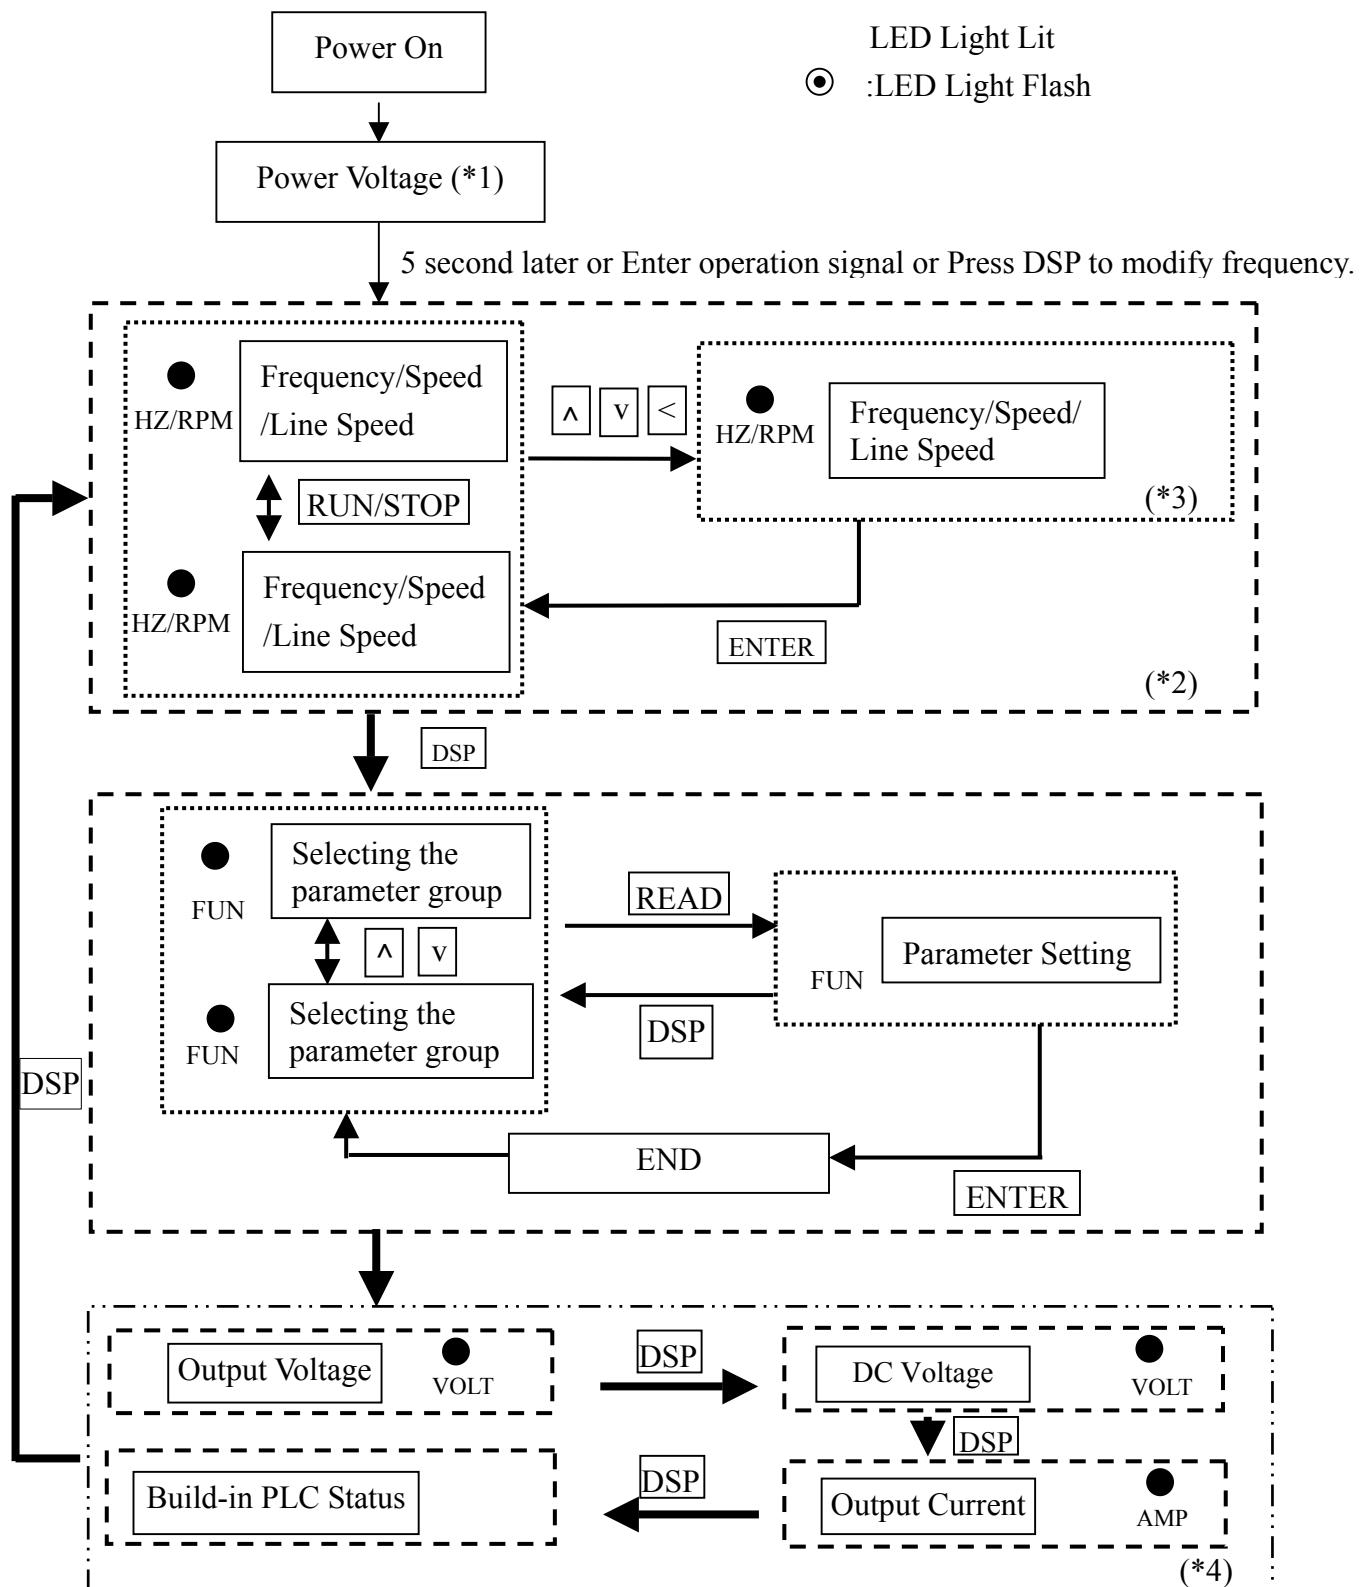 Power On
LED Light Lit
:LED Light Flash
Power Voltage (*1)
5 second later or Enter operation signal or Press DSP to modify frequency.
Frequency/Speed
/Line Speed
HZ/RPM
^ v <
Frequency/Speed/
Line Speed
HZ/RPM
(*3)
RUN/STOP
Frequency/Speed
/Line Speed
HZ/RPM
ENTER
(*2)
DSP
Selecting the
parameter group
FUN
READ
^ v
Parameter Setting
FUN
Selecting the
parameter group
FUN
DSP
DSP
END
ENTER
Output Voltage
VOLT
DSP
DC Voltage
VOLT
DSP
Build-in PLC Status
DSP
Output Current
AMP
(*4)